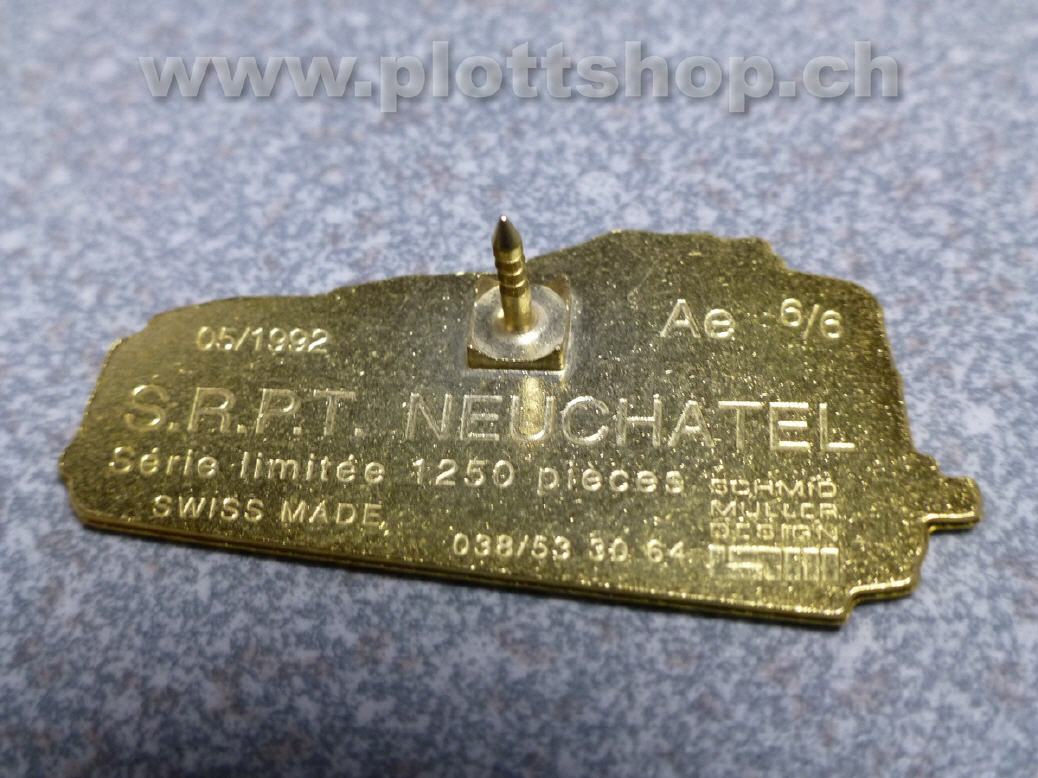 www.plottshop.ch
05/1992
Ae 6/6
S.R.P.T. NEUCHATEL
Série limitée 1250 pièces
SWISS MADE
038/53 30 64
SCHMID
MULLER
DESIGN